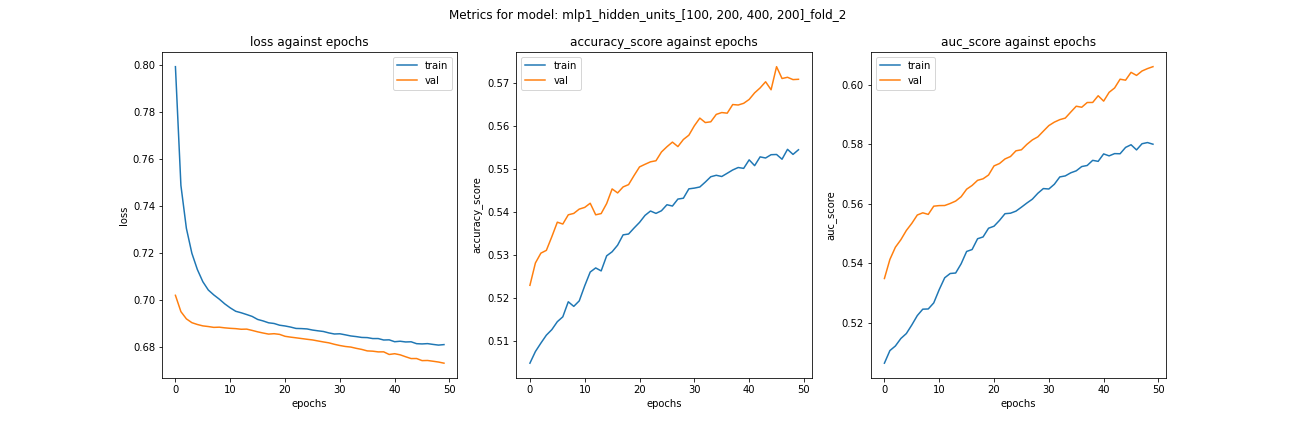 Metrics for model: mlp1_hidden_units_[100, 200, 400, 200]_fold_2
loss against epochs
train
val
0.80
0.78
0.76
0.74
0.72
0.70
0.68
loss
0
10
20
30
40
50
epochs
accuracy_score against epochs
train
val
0.57
0.56
0.55
0.54
0.53
0.52
0.51
accuracy_score
0
10
20
30
40
50
epochs
auc_score against epochs
train
val
0.60
0.58
0.56
0.54
0.52
auc_score
0
10
20
30
40
50
epochs